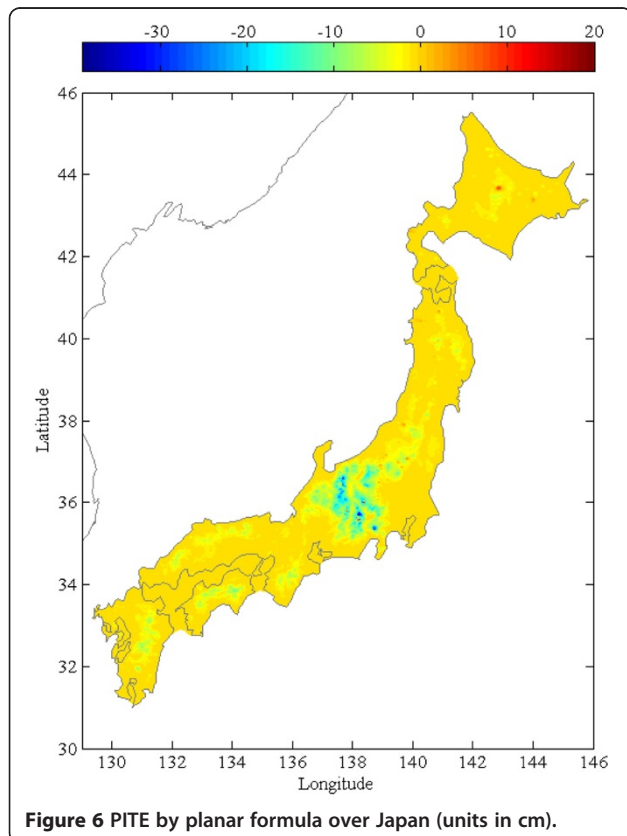 -30 -20 -10 0 10 20
46
44
42
40
38
36
34
32
30
Latitude
130 132 134 136 138 140 142 144 146
Longitude
Figure 6 PITE by planar formula over Japan (units in cm).